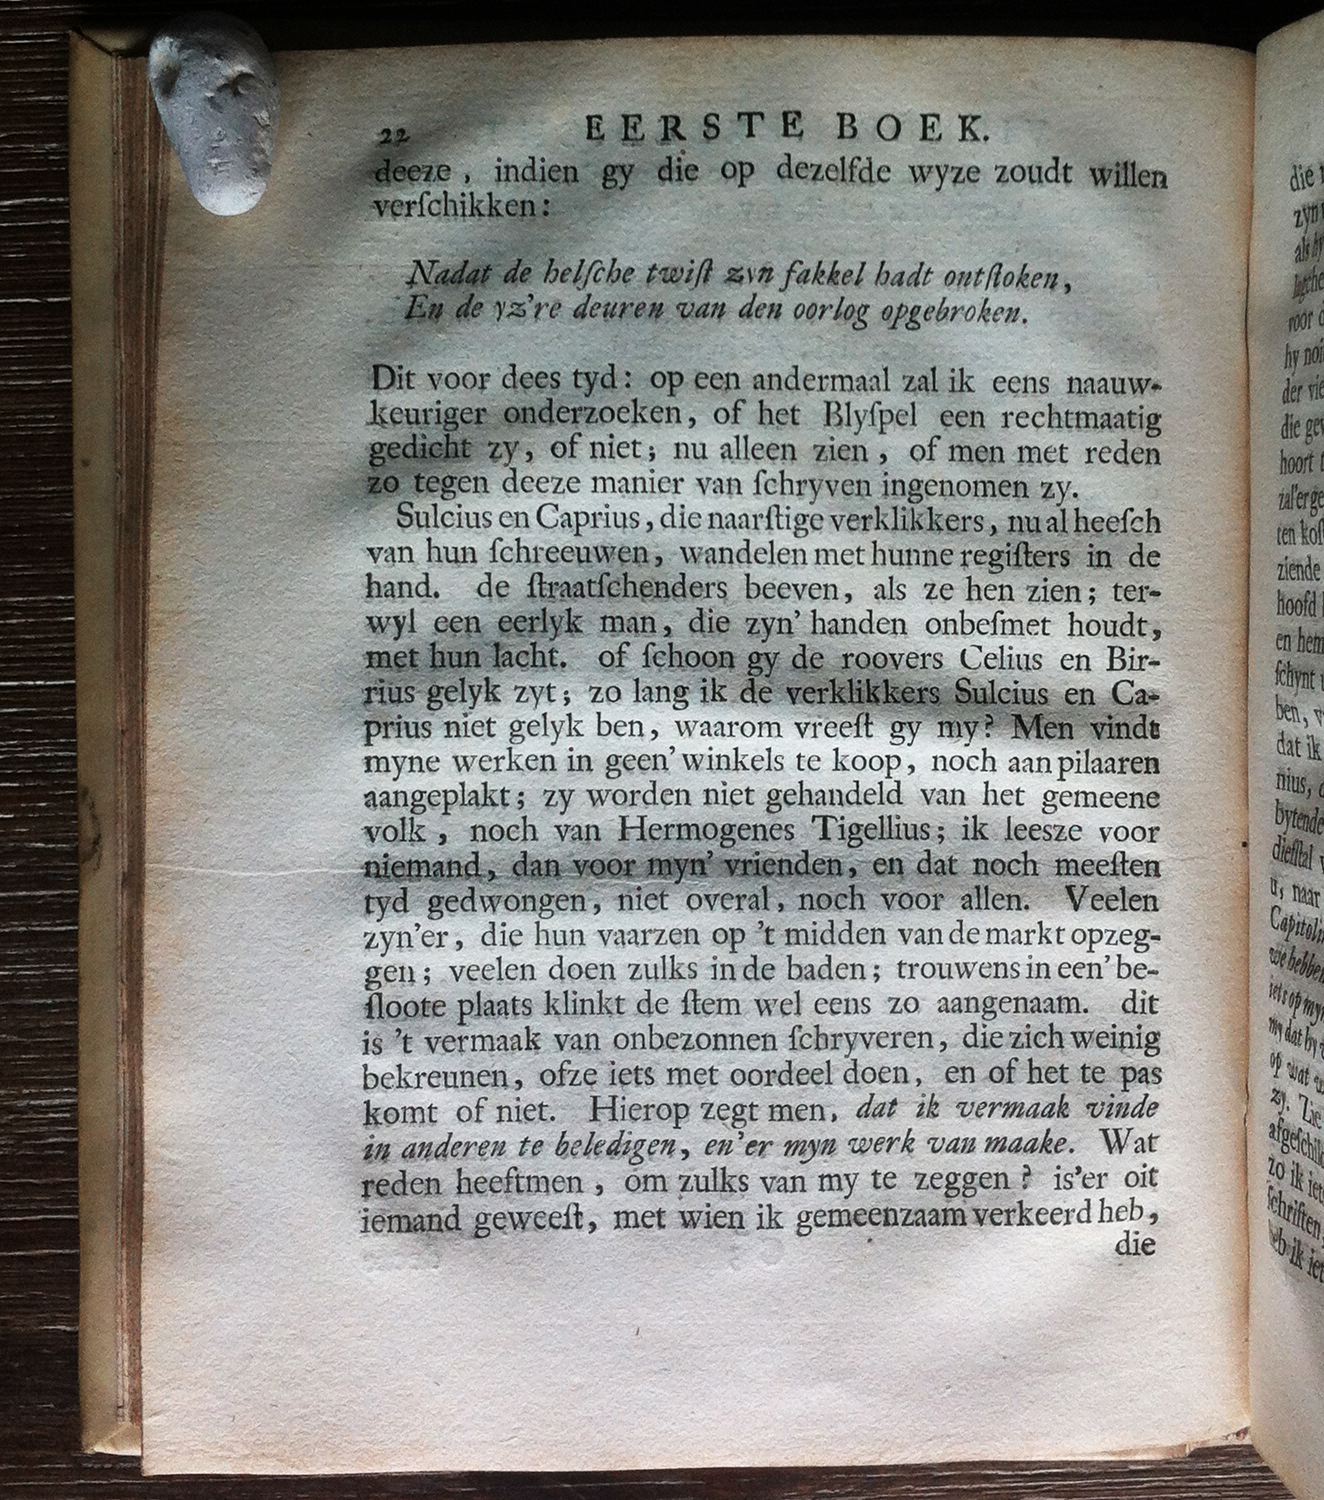 22 EERSTE BOEK.
deeze, indien gy die op dezelfde wyze zoudt willen
verſchikken:
Nadat de helſche twiſt zyn fakkel hadt ontſtoken,
En de yz're deuren van den oorlog opgebroken.
Dit voor dees tyd: op een andermaal zal ik eens naauw-
keuriger onderzoeken, of het Blyſpel een rechtmaatig
gedicht zy, of niet; nu alleen zien, of men met reden
zo tegen deeze manier van ſchryven ingenomen zy.
Sulcius en Caprius, die naarſtige verklikkers, nu al heeſch
van hun ſchreeuwen, wandelen met hunne regiſters in de
hand. de ſtraatſchenders beeven, als ze hen zien; ter-
wyl een eerlyk man, die zyn' handen onbeſmet houdt,
met hun lacht. of ſchoon gy de roovers Celius en Bir-
rius gelyk zyt; zo lang ik de verklikkers Sulcius en Ca-
prius niet gelyk ben, waarom vreeſt gy my? Men vindt
myne werken in geen' winkels te koop, noch aan pilaaren
aangeplakt; zy worden niet gehandeld van het gemeene
volk, noch van Hermogenes Tigellius; ik leesze voor
niemand, dan voor myn' vrienden, en dat noch meeſten
tyd gedwongen, niet overal, noch voor allen. Veelen
zyn'er, die hun vaarzen op 't midden van de markt opzeg-
gen; veelen doen zulks in de baden; trouwens in een' be-
ſloote plaats klinkt de ſtem wel eens zo aangenaam. dit
is 't vermaak van onbezonnen ſchryveren, die zich weinig
bekreunen, ofze iets met oordeel doen, en of het te pas
komt of niet. Hierop zegt men, dat ik vermaak vinde
in anderen te beledigen, en'er myn werk van maake. Wat
reden heeftmen, om zulks van my te zeggen? is'er oit
iemand geweeſt, met wien ik gemeenzaam verkeerd heb,
die